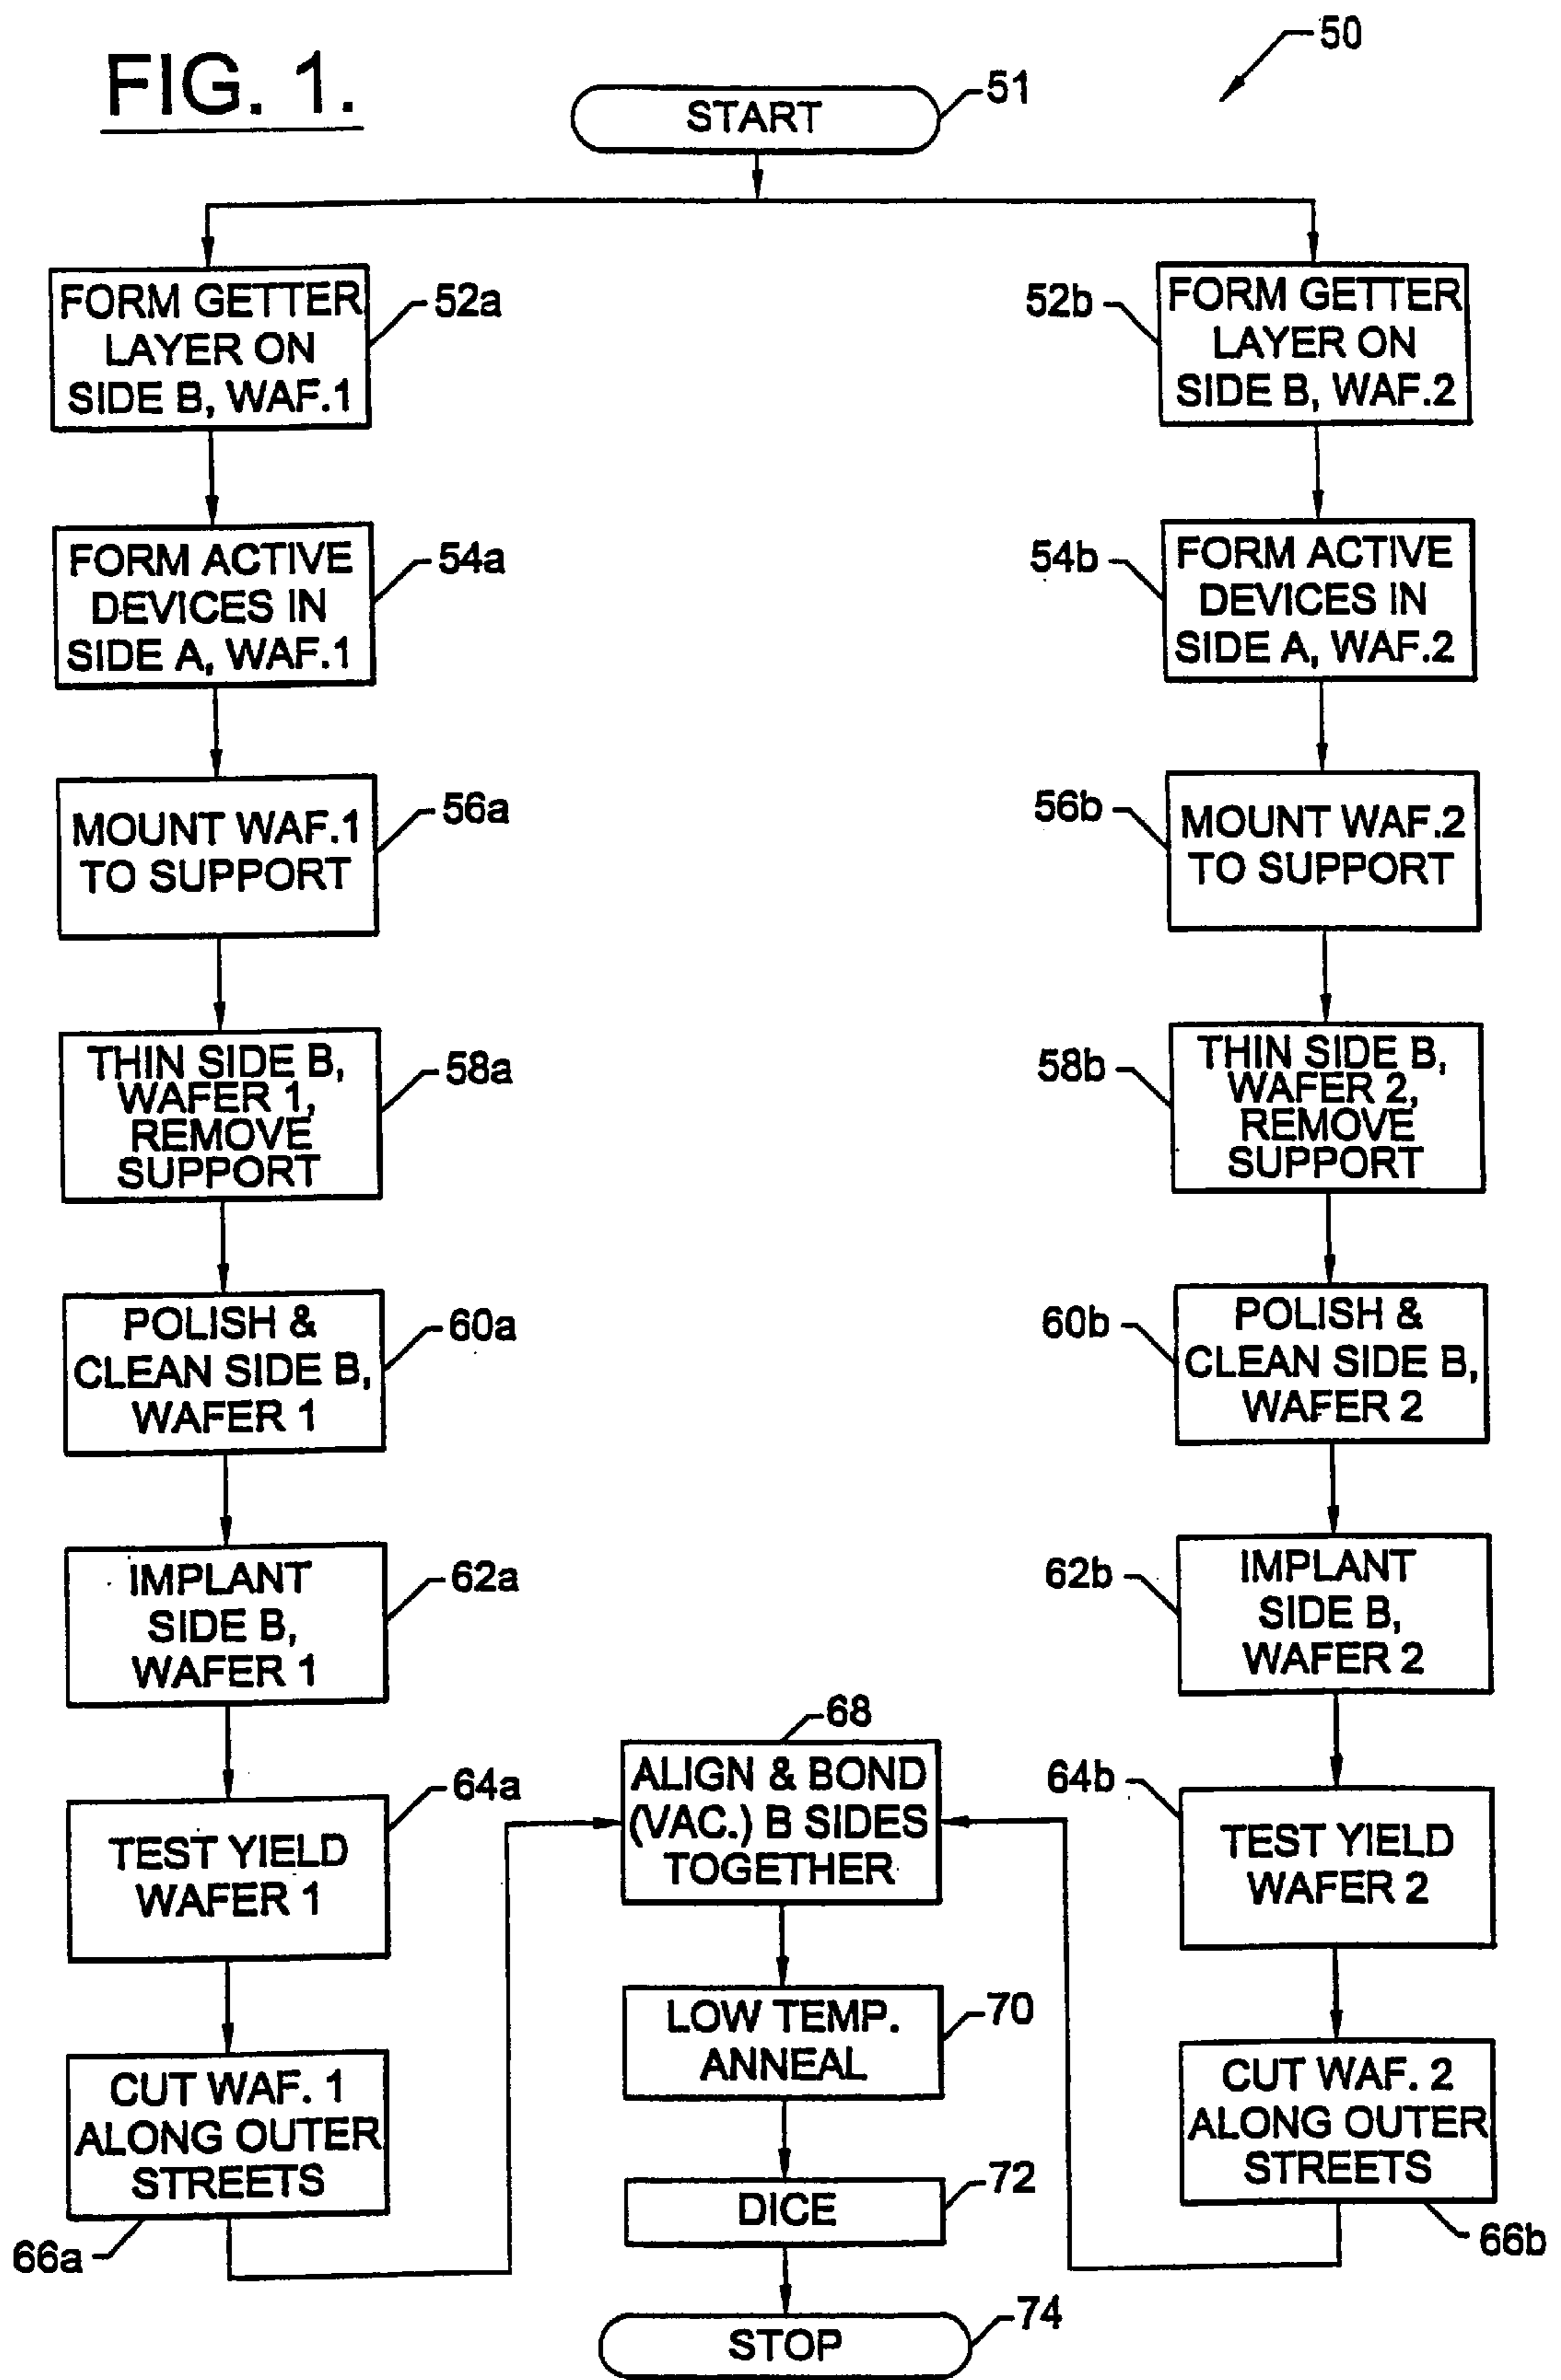 FIG. 1.
50
START
51
FORM GETTER
LAYER ON
SIDE B, WAF.1
52a
FORM ACTIVE
DEVICES IN
SIDE A, WAF.1
54a
MOUNT WAF.1
TO SUPPORT
56a
THIN SIDE B,
WAFER 1,
REMOVE
SUPPORT
58a
POLISH &
CLEAN SIDE B,
WAFER 1
60a
IMPLANT
SIDE B,
WAFER 1
62a
TEST YIELD
WAFER 1
64a
CUT WAF. 1
ALONG OUTER
STREETS
66a
52b
FORM GETTER
LAYER ON
SIDE B, WAF.2
54b
FORM ACTIVE
DEVICES IN
SIDE A, WAF.2
56b
MOUNT WAF.2
TO SUPPORT
58b
THIN SIDE B,
WAFER 2,
REMOVE
SUPPORT
60b
POLISH &
CLEAN SIDE B,
WAFER 2
62b
IMPLANT
SIDE B,
WAFER 2
64b
TEST YIELD
WAFER 2
CUT WAF. 2
ALONG OUTER
STREETS
66b
68
ALIGN & BOND
(VAC.) B SIDES
TOGETHER
LOW TEMP.
ANNEAL
70
DICE
72
STOP
74